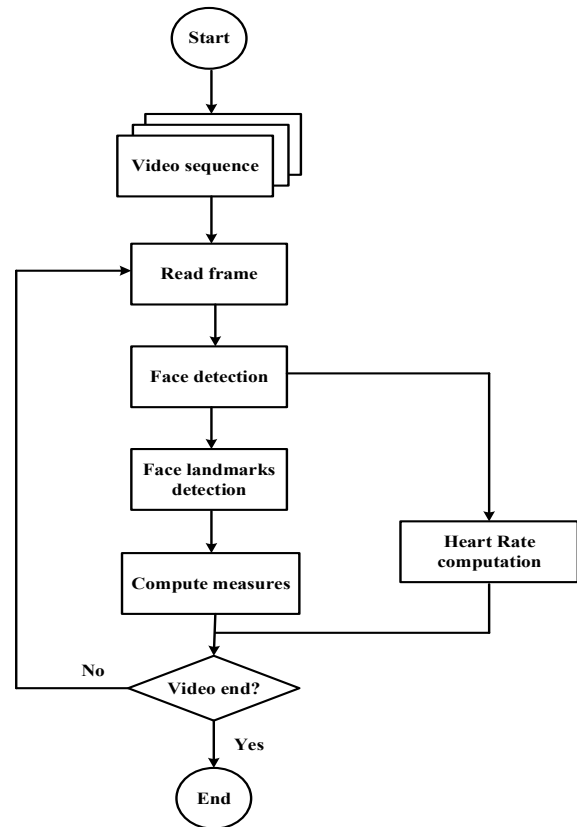 Start
Video sequence
Read frame
Face detection
Face landmarks
detection
Heart Rate
computation
Compute measures
No
Video end?
Yes
End